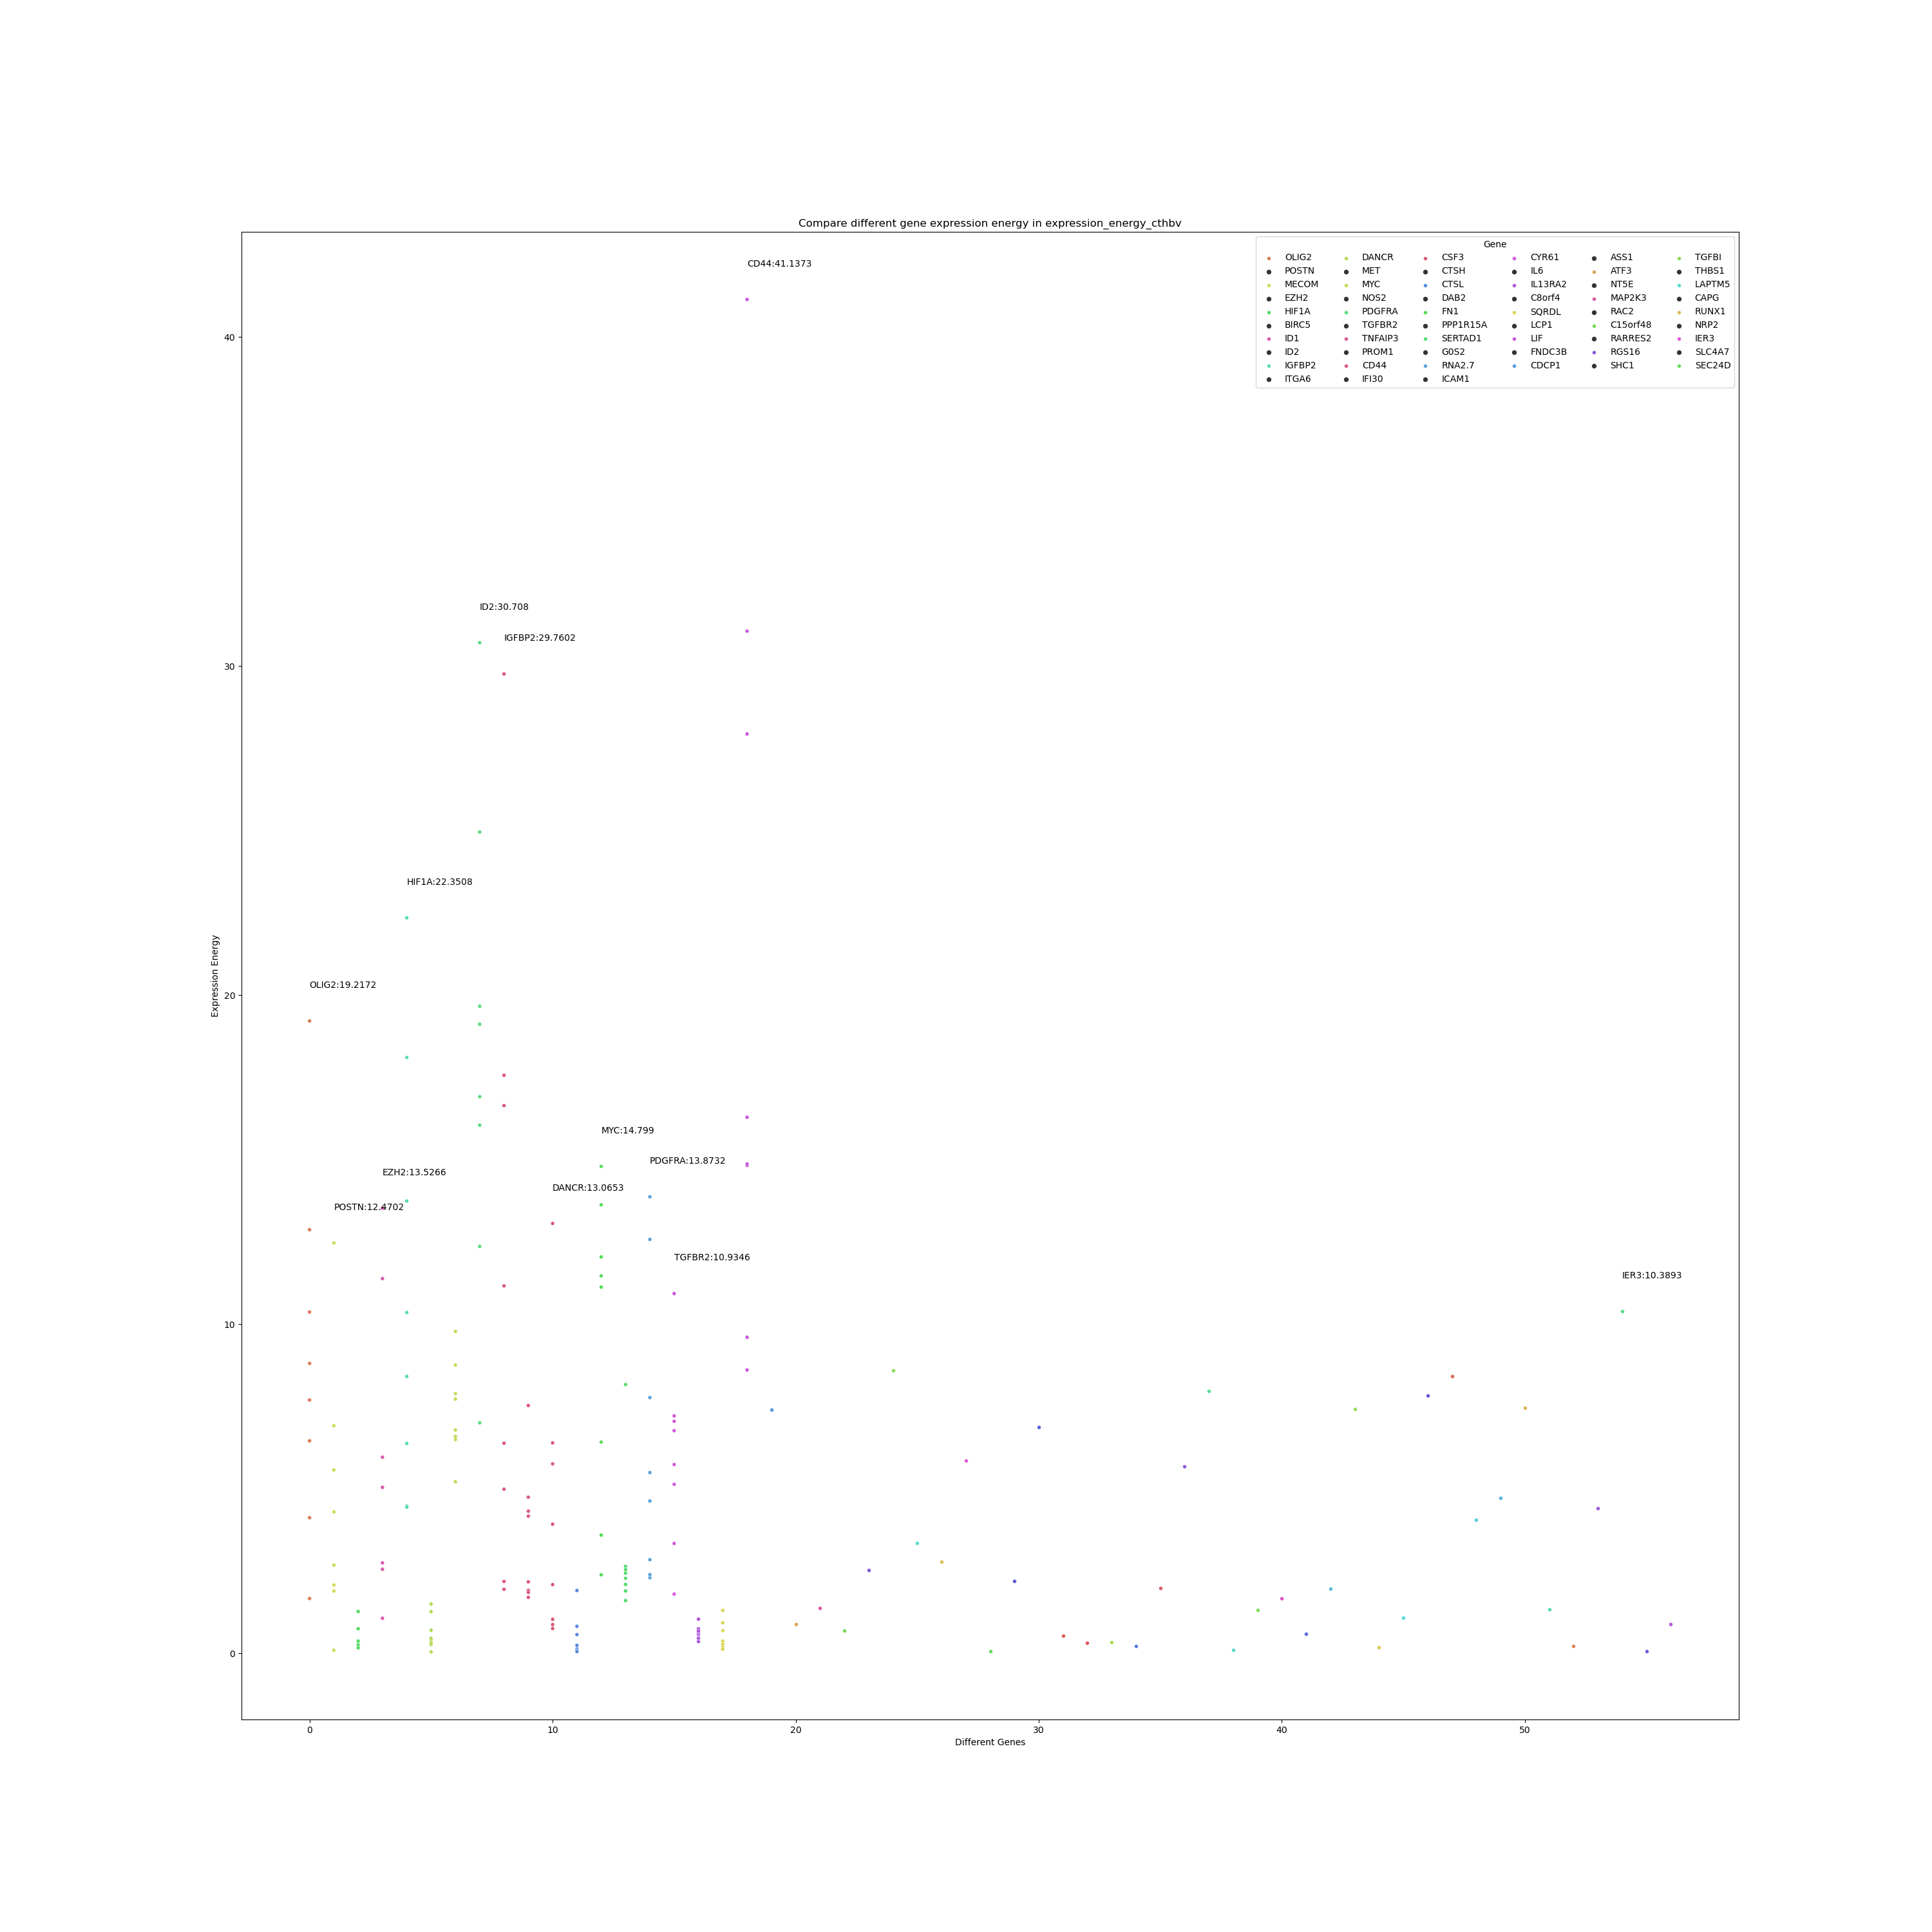 Compare different gene expression energy in expression_energy_cthbv
Gene
OLIG2 DANCR CSF3 CYR61 ASS1 TGFBI
POSTN MET CTSH IL6 ATF3 THBS1
MECOM MYC CTSL IL13RA2 NT5E LAPTM5
EZH2 NOS2 DAB2 C8orf4 MAP2K3 CAPG
HIF1A PDGFRA FN1 SQRDL RAC2 RUNX1
BIRC5 TGFBR2 PPP1R15A LCP1 C15orf48 NRP2
ID1 TNFAIP3 SERTAD1 LIF RARRES2 IER3
ID2 PROM1 G0S2 FNDC3B RGS16 SLC4A7
IGFBP2 CD44 RNA2.7 CDCP1 SHC1 SEC24D
ITGA6 IFI30 ICAM1
CD44:41.1373
ID2:30.708
IGFBP2:29.7602
HIF1A:22.3508
OLIG2:19.2172
MYC:14.799
PDGFRA:13.8732
EZH2:13.5266
DANCR:13.0653
POSTN:12.4702
TGFBR2:10.9346
IER3:10.3893
40
30
20
10
0
Expression Energy
0 10 20 30 40 50
Different Genes